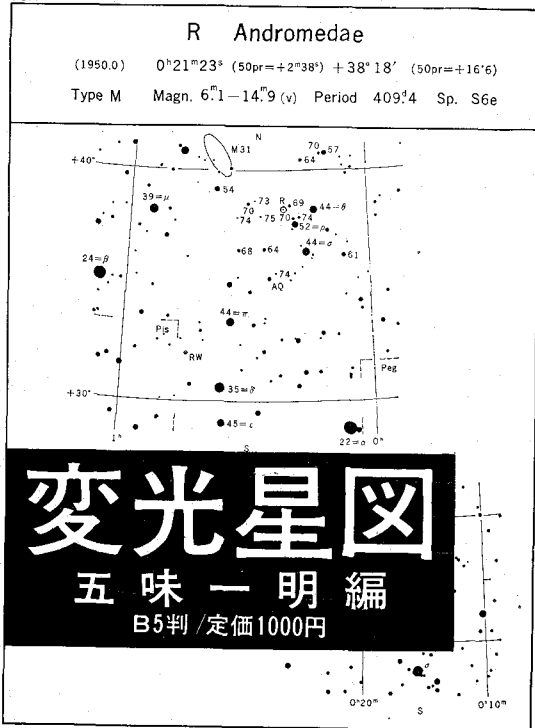 R Andromedae
(1950.0) 0ʰ21ᵐ23ˢ (50pr=+2ᵐ38ˢ) +38°18′ (50pr=+16′6)
Type M Magn. 6ᵐ1−14ᵐ9 (v) Period 409ᵈ4 Sp. S6e
N
M31
+40°
70 57
64
54
39=μ
73 R 69
70 44=θ
74 75 70 74
52=ρ
44=σ
68 64 61
24=β
74
AQ
44=π
Pis
RW
Peg
+30°
35=δ
45=ε
22=α
1ʰ 0ʰ
S
変光星図
五味一明編
B5判/定価1000円
σ
0ʰ20ᵐ 0ʰ10ᵐ
S